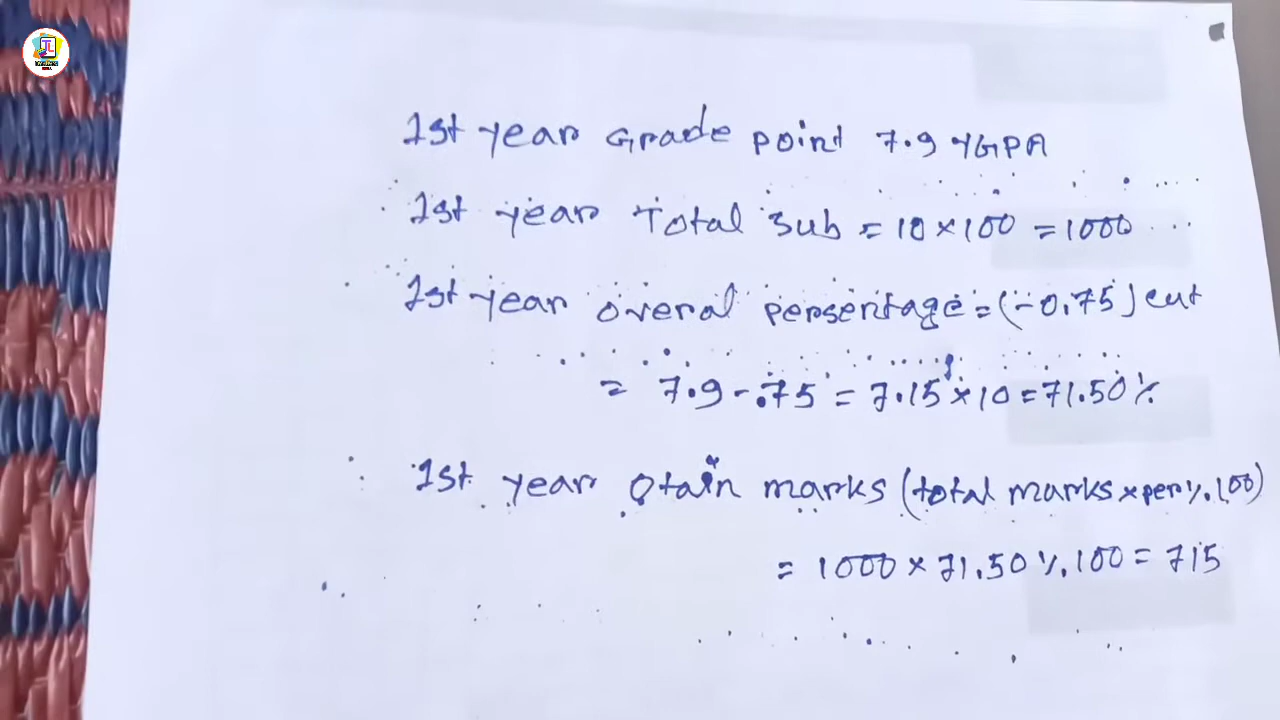 1st year Grade point 7.9 YGPA
1st year Total Sub = 10 × 100 = 1000
1st year overal persentage = (-0.75) cut
= 7.9 - .75 = 7.15 × 10 = 71.50%
1st year Otain marks (total marks × per%.100)
= 1000 × 71.50%.100 = 715